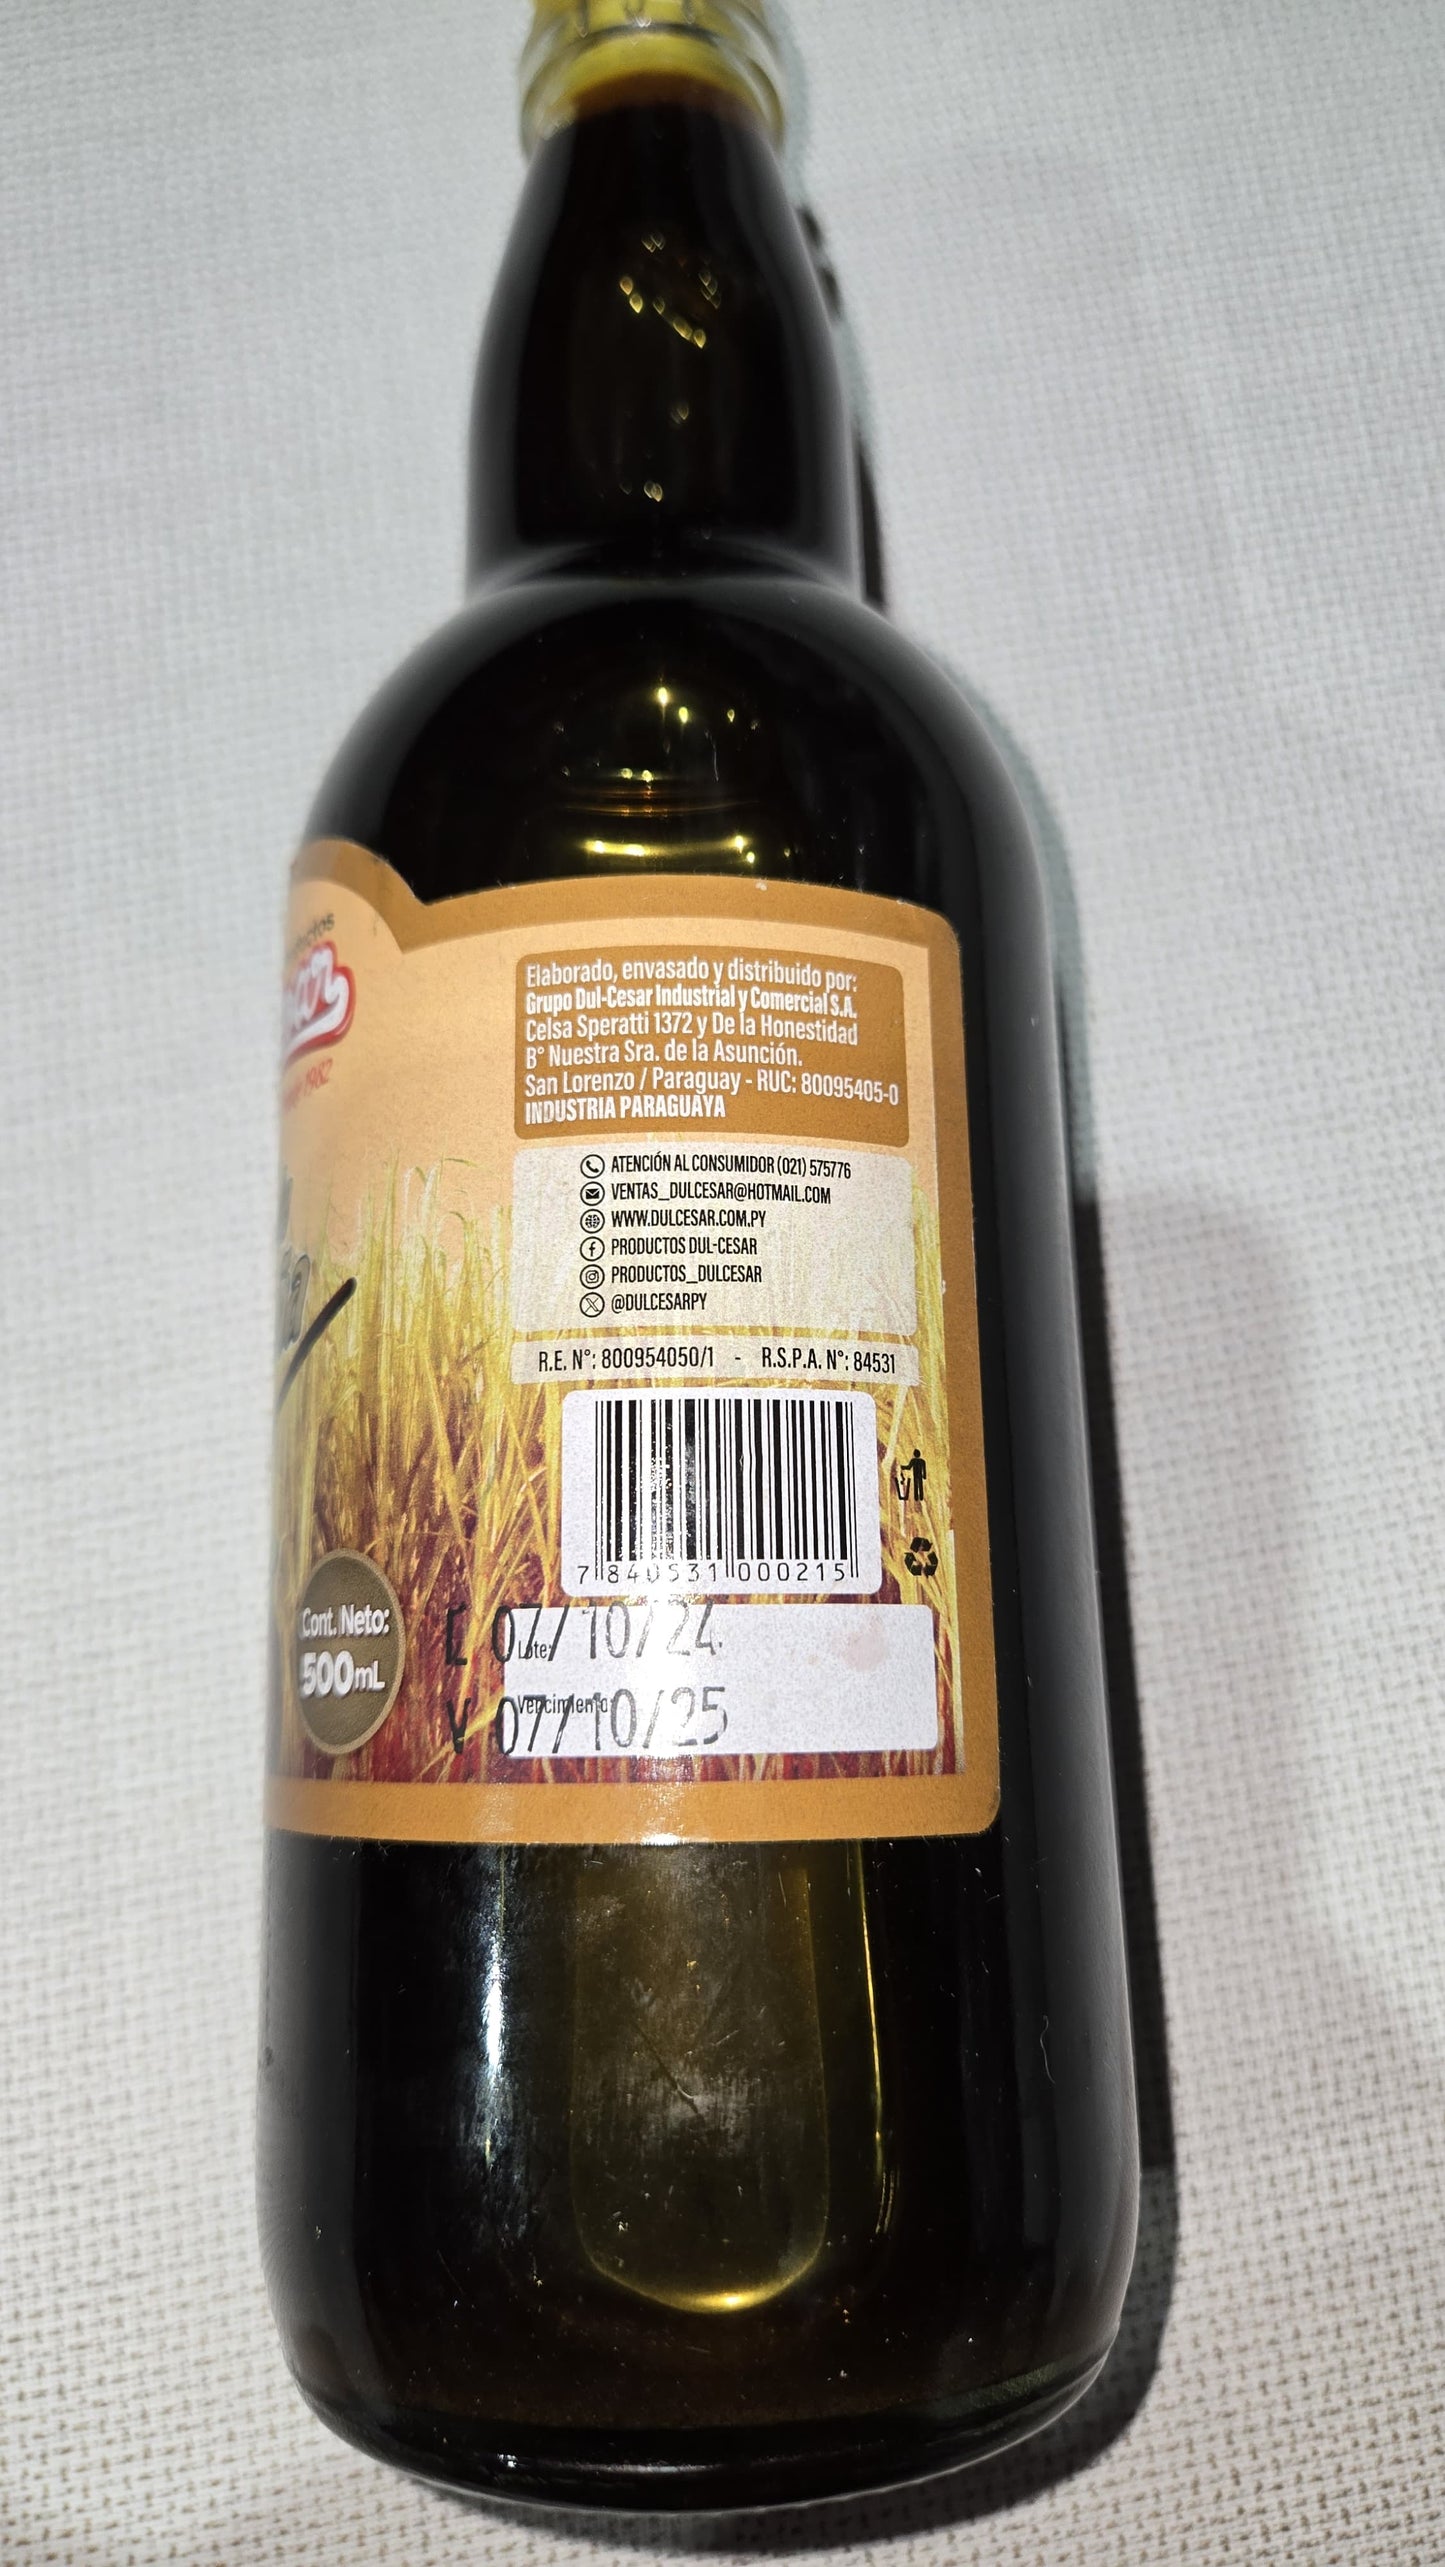 1982
Elaborado, envasado y distribuido por:
Grupo Dul-Cesar Industrial y Comercial S.A.
Celsa Speratti 1372 y De la Honestidad
B° Nuestra Sra. de la Asunción.
San Lorenzo / Paraguay - RUC: 80095405-0
INDUSTRIA PARAGUAYA
ATENCIÓN AL CONSUMIDOR (021) 575776
VENTAS_DULCESAR@HOTMAIL.COM
WWW.DULCESAR.COM.PY
PRODUCTOS DUL-CESAR
PRODUCTOS_DULCESAR
@DULCESARPY
R.E. N°: 800954050/1 - R.S.P.A. N°: 84531
7 840531 000215
Cont. Neto:
500mL
Lote:
E 07/10/24
Vencimiento:
V 07/10/25